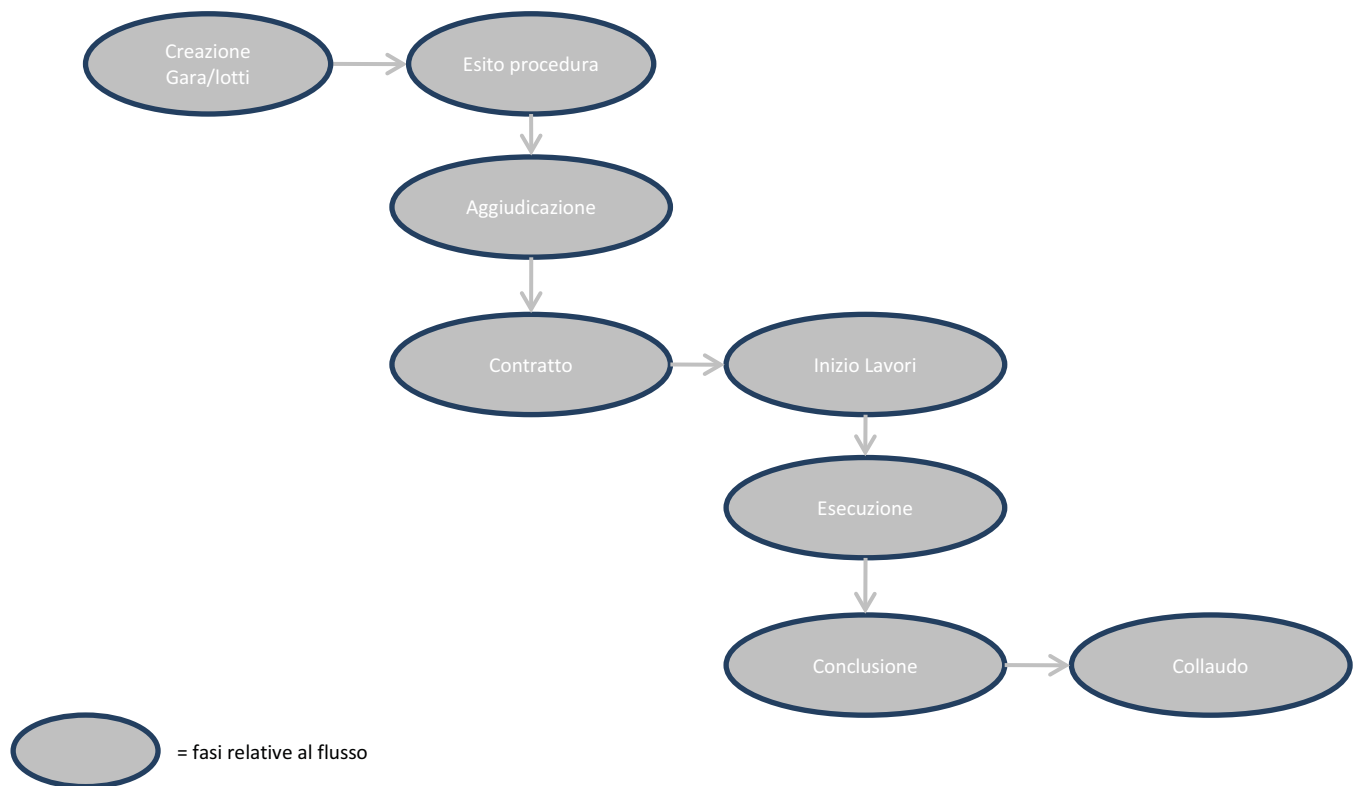 Creazione
Gara/lotti
Esito procedura
Aggiudicazione
Contratto
Inizio Lavori
Esecuzione
Conclusione
Collaudo
= fasi relative al flusso